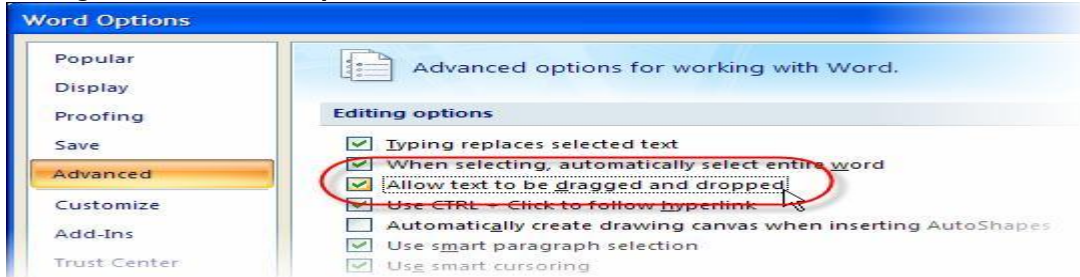 Word Options
Popular
Display
Proofing
Save
Advanced
Customize
Add-Ins
Trust Center
Advanced options for working with Word.
Editing options
Typing replaces selected text
When selecting, automatically select entire word
Allow text to be dragged and dropped
Use CTRL + Click to follow hyperlink
Automatically create drawing canvas when inserting AutoShapes
Use smart paragraph selection
Use smart cursoring